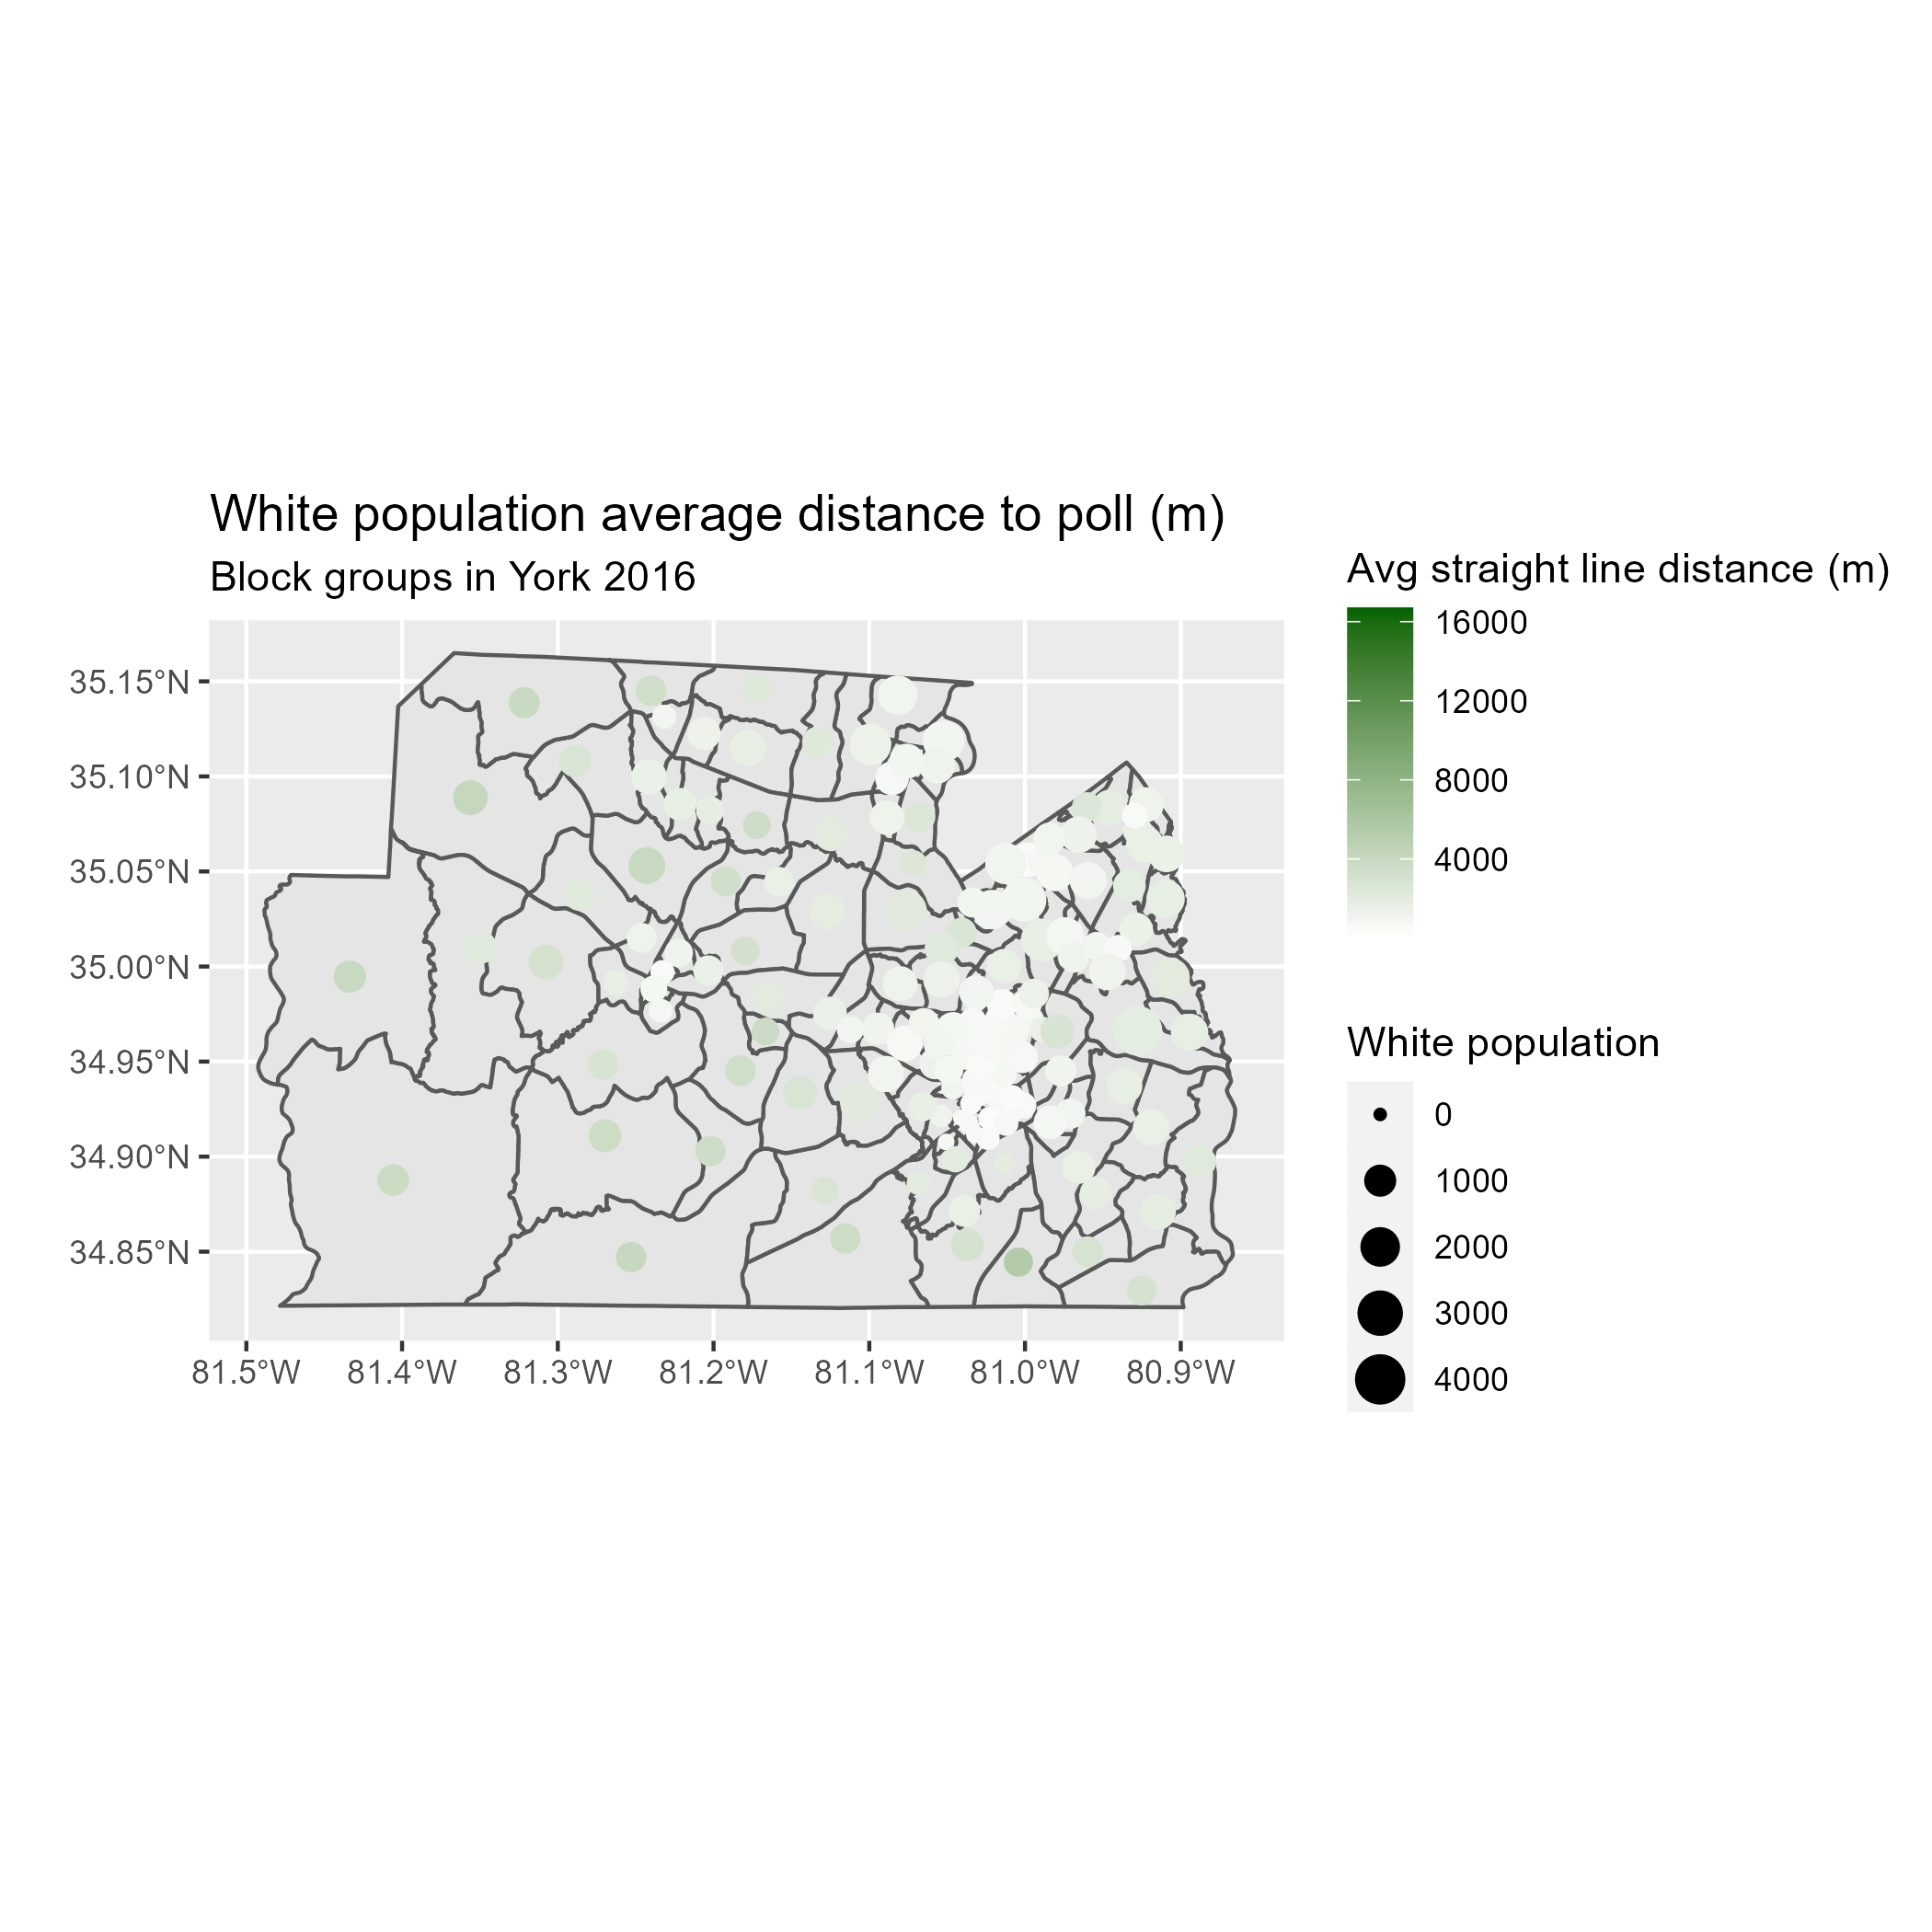 White population average distance to poll (m)
Block groups in York 2016
35.15°N
35.10°N
35.05°N
35.00°N
34.95°N
34.90°N
34.85°N
81.5°W 81.4°W 81.3°W 81.2°W 81.1°W 81.0°W 80.9°W
Avg straight line distance (m)
16000
12000
8000
4000
White population
0
1000
2000
3000
4000